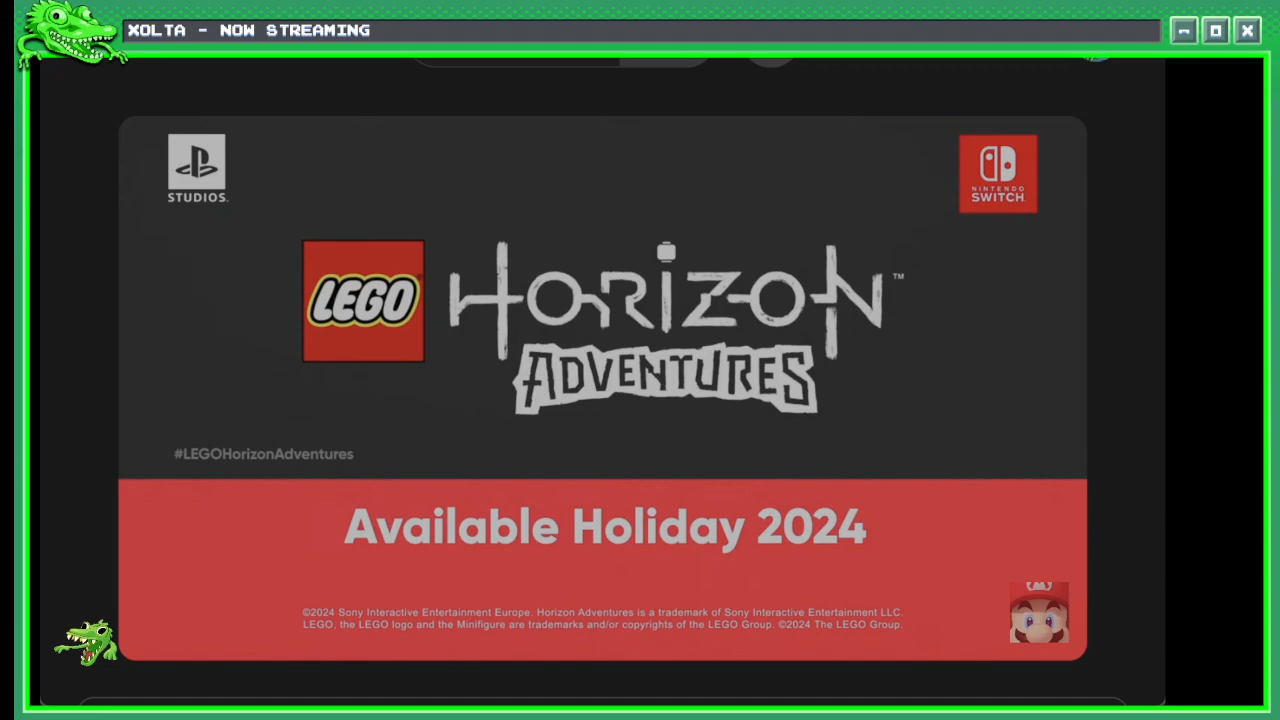 XOLTA - NOW STREAMING
STUDIOS
NINTENDO
SWITCH
LEGO
HORIZON™
ADVENTURES
#LEGOHorizonAdventures
Available Holiday 2024
©2024 Sony Interactive Entertainment Europe. Horizon Adventures is a trademark of Sony Interactive Entertainment LLC.
LEGO, the LEGO logo and the Minifigure are trademarks and/or copyrights of the LEGO Group. ©2024 The LEGO Group.